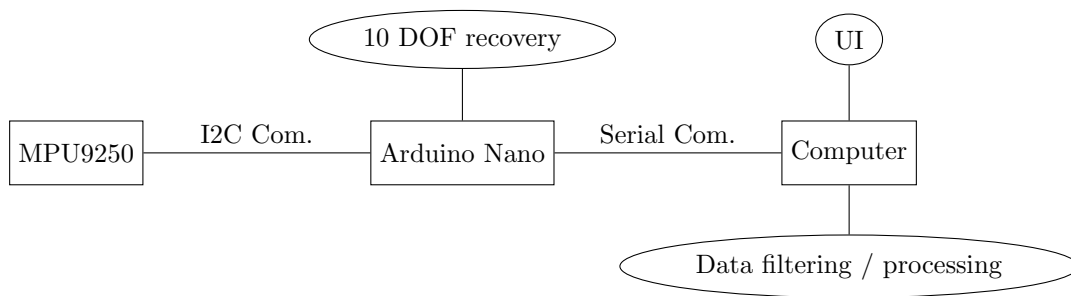 10 DOF recovery
UI
MPU9250
I2C Com.
Arduino Nano
Serial Com.
Computer
Data filtering / processing